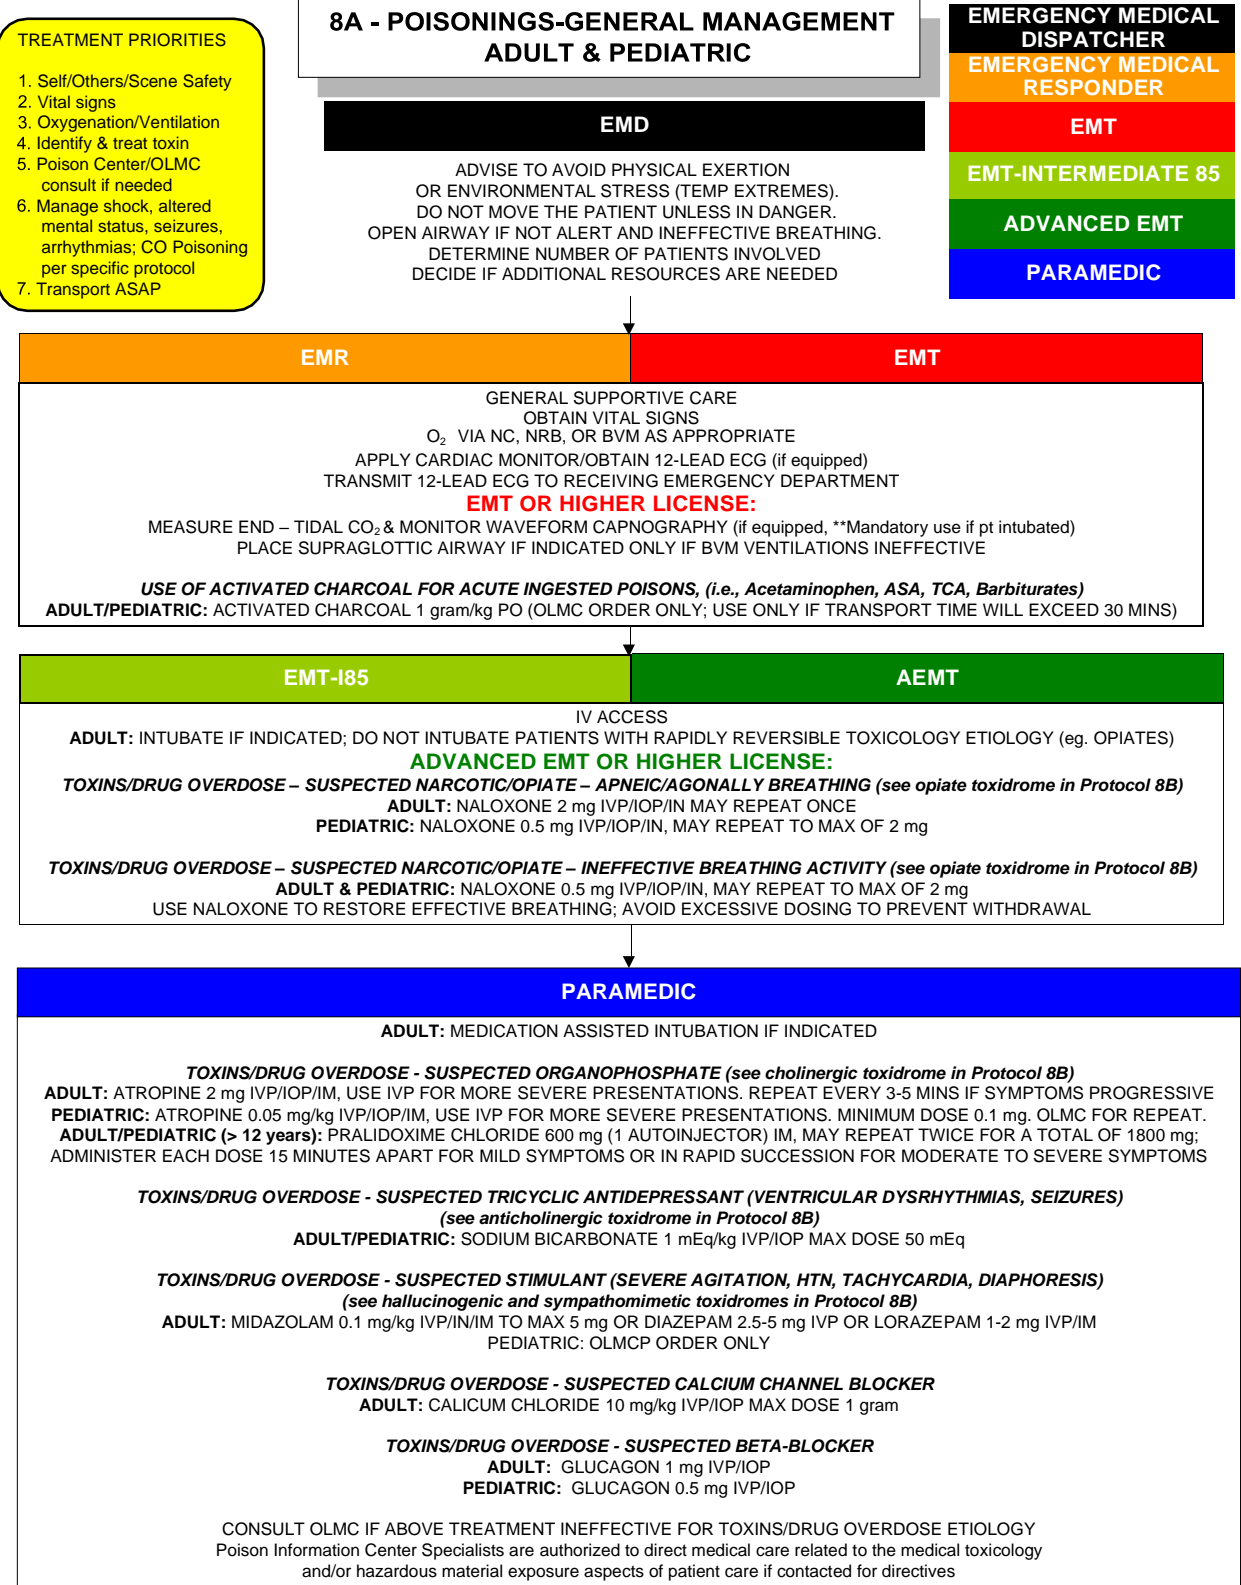 8A - POISONINGS-GENERAL MANAGEMENT
ADULT & PEDIATRIC
TREATMENT PRIORITIES
1. Self/Others/Scene Safety
2. Vital signs
3. Oxygenation/Ventilation
4. Identify & treat toxin
5. Poison Center/OLMC
consult if needed
6. Manage shock, altered
mental status, seizures,
arrhythmias; CO Poisoning
per specific protocol
7. Transport ASAP
EMERGENCY MEDICAL
DISPATCHER
EMERGENCY MEDICAL
RESPONDER
EMT
EMT-INTERMEDIATE 85
ADVANCED EMT
PARAMEDIC
EMD
ADVISE TO AVOID PHYSICAL EXERTION
OR ENVIRONMENTAL STRESS (TEMP EXTREMES).
DO NOT MOVE THE PATIENT UNLESS IN DANGER.
OPEN AIRWAY IF NOT ALERT AND INEFFECTIVE BREATHING.
DETERMINE NUMBER OF PATIENTS INVOLVED
DECIDE IF ADDITIONAL RESOURCES ARE NEEDED
EMR
EMT
GENERAL SUPPORTIVE CARE
OBTAIN VITAL SIGNS
O₂ VIA NC, NRB, OR BVM AS APPROPRIATE
APPLY CARDIAC MONITOR/OBTAIN 12-LEAD ECG (if equipped)
TRANSMIT 12-LEAD ECG TO RECEIVING EMERGENCY DEPARTMENT
EMT OR HIGHER LICENSE:
MEASURE END – TIDAL CO₂ & MONITOR WAVEFORM CAPNOGRAPHY (if equipped, **Mandatory use if pt intubated)
PLACE SUPRAGLOTTIC AIRWAY IF INDICATED ONLY IF BVM VENTILATIONS INEFFECTIVE
USE OF ACTIVATED CHARCOAL FOR ACUTE INGESTED POISONS, (i.e., Acetaminophen, ASA, TCA, Barbiturates)
ADULT/PEDIATRIC: ACTIVATED CHARCOAL 1 gram/kg PO (OLMC ORDER ONLY; USE ONLY IF TRANSPORT TIME WILL EXCEED 30 MINS)
EMT-I85
AEMT
IV ACCESS
ADULT: INTUBATE IF INDICATED; DO NOT INTUBATE PATIENTS WITH RAPIDLY REVERSIBLE TOXICOLOGY ETIOLOGY (eg. OPIATES)
ADVANCED EMT OR HIGHER LICENSE:
TOXINS/DRUG OVERDOSE – SUSPECTED NARCOTIC/OPIATE – APNEIC/AGONALLY BREATHING (see opiate toxidrome in Protocol 8B)
ADULT: NALOXONE 2 mg IVP/IOP/IN MAY REPEAT ONCE
PEDIATRIC: NALOXONE 0.5 mg IVP/IOP/IN, MAY REPEAT TO MAX OF 2 mg
TOXINS/DRUG OVERDOSE – SUSPECTED NARCOTIC/OPIATE – INEFFECTIVE BREATHING ACTIVITY (see opiate toxidrome in Protocol 8B)
ADULT & PEDIATRIC: NALOXONE 0.5 mg IVP/IOP/IN, MAY REPEAT TO MAX OF 2 mg
USE NALOXONE TO RESTORE EFFECTIVE BREATHING; AVOID EXCESSIVE DOSING TO PREVENT WITHDRAWAL
PARAMEDIC
ADULT: MEDICATION ASSISTED INTUBATION IF INDICATED
TOXINS/DRUG OVERDOSE - SUSPECTED ORGANOPHOSPHATE (see cholinergic toxidrome in Protocol 8B)
ADULT: ATROPINE 2 mg IVP/IOP/IM, USE IVP FOR MORE SEVERE PRESENTATIONS. REPEAT EVERY 3-5 MINS IF SYMPTOMS PROGRESSIVE
PEDIATRIC: ATROPINE 0.05 mg/kg IVP/IOP/IM, USE IVP FOR MORE SEVERE PRESENTATIONS. MINIMUM DOSE 0.1 mg. OLMC FOR REPEAT.
ADULT/PEDIATRIC (> 12 years): PRALIDOXIME CHLORIDE 600 mg (1 AUTOINJECTOR) IM, MAY REPEAT TWICE FOR A TOTAL OF 1800 mg;
ADMINISTER EACH DOSE 15 MINUTES APART FOR MILD SYMPTOMS OR IN RAPID SUCCESSION FOR MODERATE TO SEVERE SYMPTOMS
TOXINS/DRUG OVERDOSE - SUSPECTED TRICYCLIC ANTIDEPRESSANT (VENTRICULAR DYSRHYTHMIAS, SEIZURES)
(see anticholinergic toxidrome in Protocol 8B)
ADULT/PEDIATRIC: SODIUM BICARBONATE 1 mEq/kg IVP/IOP MAX DOSE 50 mEq
TOXINS/DRUG OVERDOSE - SUSPECTED STIMULANT (SEVERE AGITATION, HTN, TACHYCARDIA, DIAPHORESIS)
(see hallucinogenic and sympathomimetic toxidromes in Protocol 8B)
ADULT: MIDAZOLAM 0.1 mg/kg IVP/IN/IM TO MAX 5 mg OR DIAZEPAM 2.5-5 mg IVP OR LORAZEPAM 1-2 mg IVP/IM
PEDIATRIC: OLMCP ORDER ONLY
TOXINS/DRUG OVERDOSE - SUSPECTED CALCIUM CHANNEL BLOCKER
ADULT: CALICUM CHLORIDE 10 mg/kg IVP/IOP MAX DOSE 1 gram
TOXINS/DRUG OVERDOSE - SUSPECTED BETA-BLOCKER
ADULT: GLUCAGON 1 mg IVP/IOP
PEDIATRIC: GLUCAGON 0.5 mg IVP/IOP
CONSULT OLMC IF ABOVE TREATMENT INEFFECTIVE FOR TOXINS/DRUG OVERDOSE ETIOLOGY
Poison Information Center Specialists are authorized to direct medical care related to the medical toxicology
and/or hazardous material exposure aspects of patient care if contacted for directives